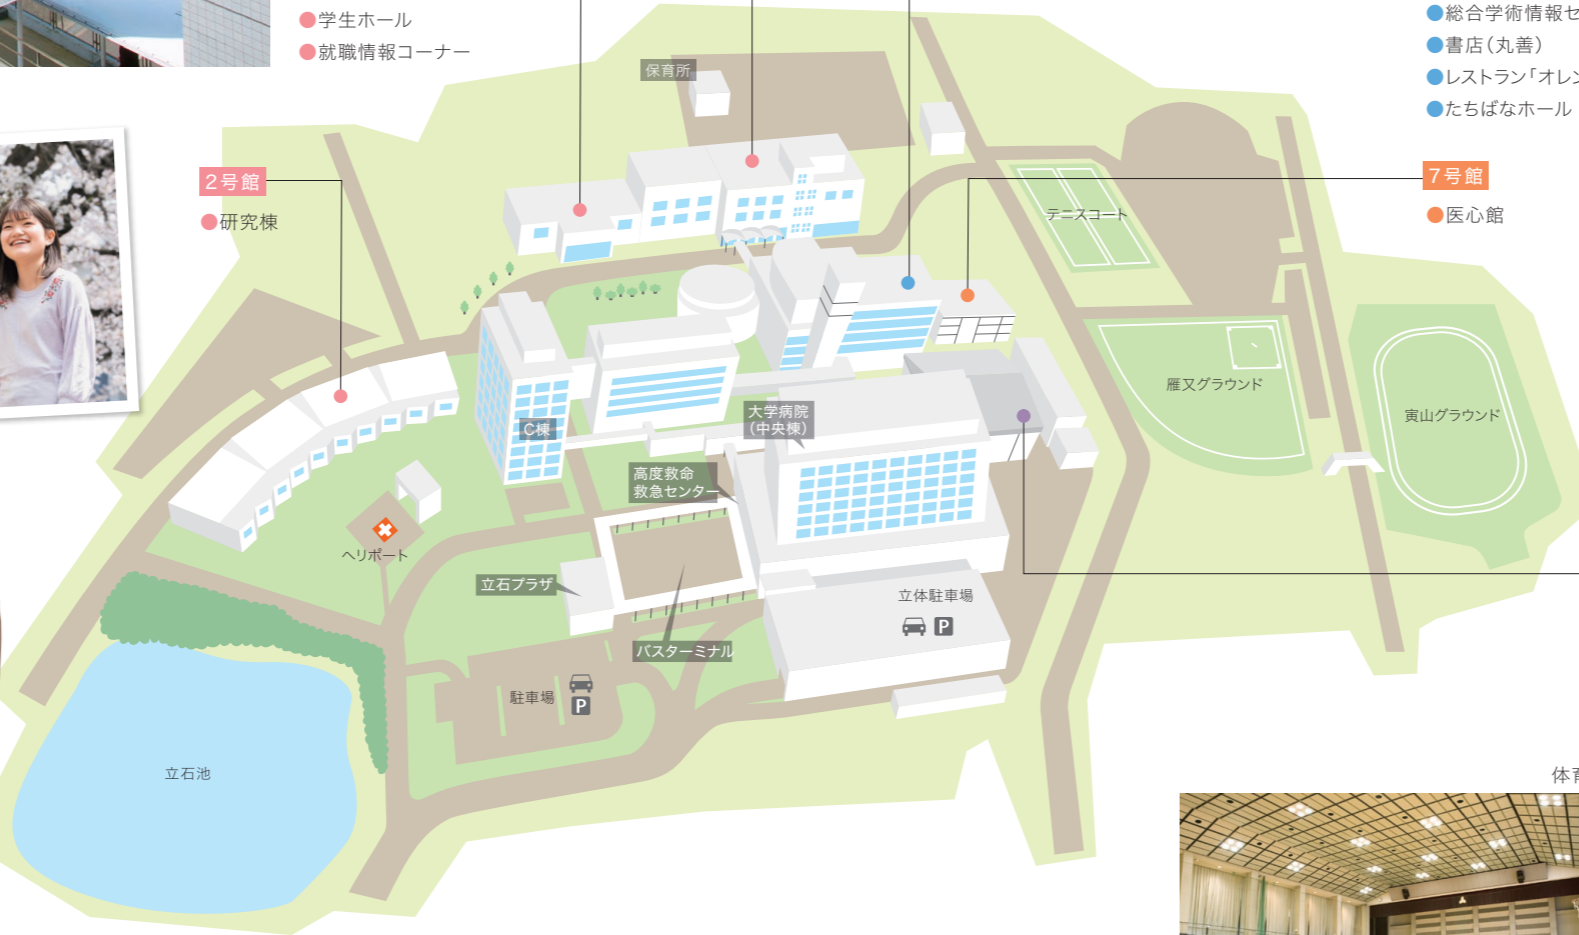 学生ホール
就職情報コーナー
総合学術情報セ
書店(丸善)
レストラン「オレン
たちばなホール
保育所
2号館
研究棟
7号館
医心館
テニスコート
雁又グラウンド
寅山グラウンド
C棟
大学病院
(中央棟)
高度救命
救急センター
ヘリポート
立石プラザ
立体駐車場
P
バスターミナル
駐車場
P
立石池
体育